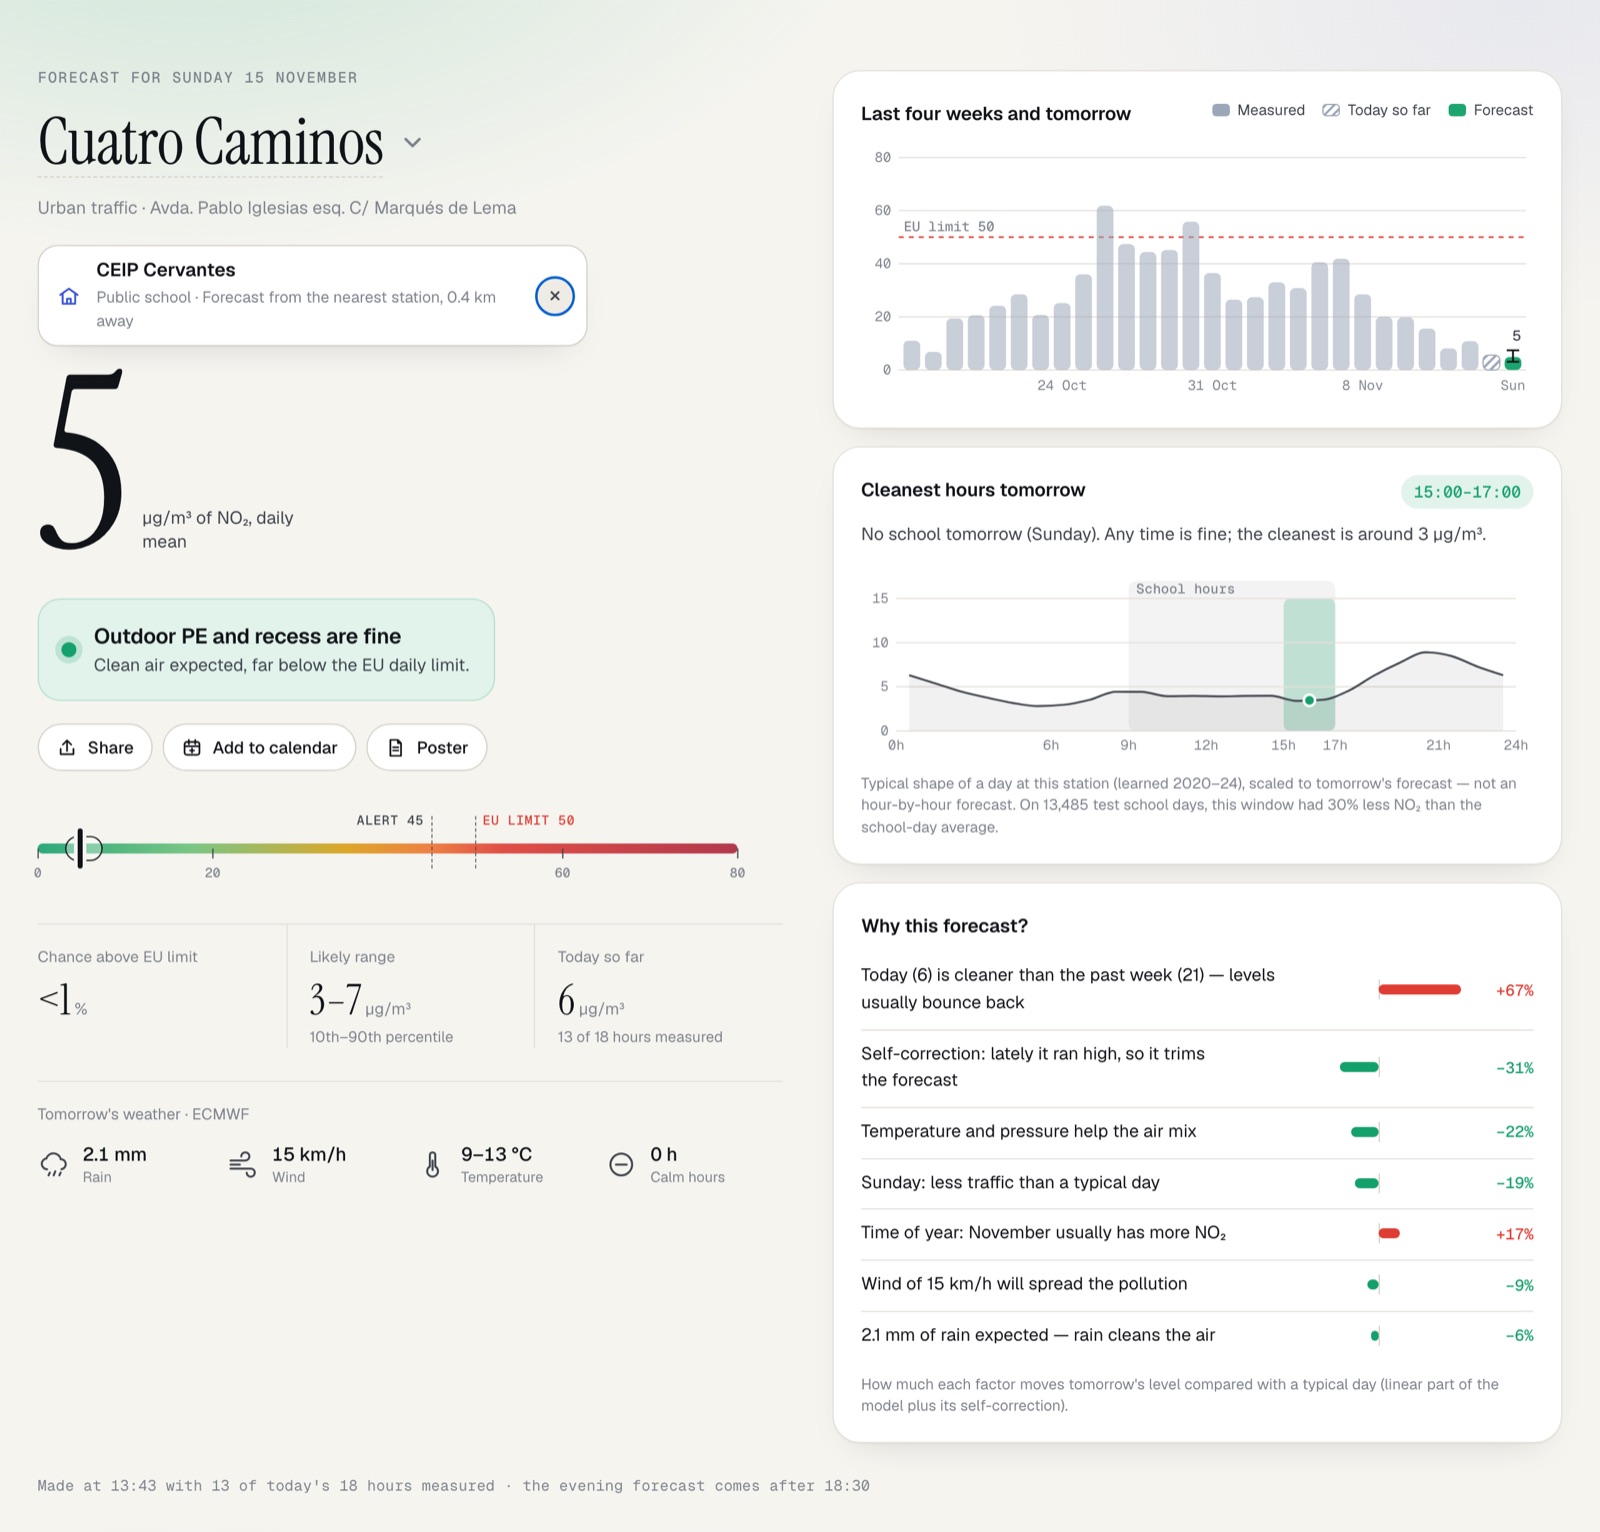 FORECAST FOR SUNDAY 15 NOVEMBER
Cuatro Caminos
Urban traffic · Avda. Pablo Iglesias esq. C/ Marqués de Lema
CEIP Cervantes
Public school · Forecast from the nearest station, 0.4 km
away
5
µg/m³ of NO₂, daily
mean
Outdoor PE and recess are fine
Clean air expected, far below the EU daily limit.
Share
Add to calendar
Poster
ALERT 45
EU LIMIT 50
0
20
60
80
Chance above EU limit
<1%
Likely range
3–7 µg/m³
10th–90th percentile
Today so far
6 µg/m³
13 of 18 hours measured
Tomorrow's weather · ECMWF
2.1 mm
Rain
15 km/h
Wind
9–13 °C
Temperature
0 h
Calm hours
Last four weeks and tomorrow
Measured
Today so far
Forecast
80
60
EU limit 50
40
20
0
5
24 Oct
31 Oct
8 Nov
Sun
Cleanest hours tomorrow
15:00–17:00
No school tomorrow (Sunday). Any time is fine; the cleanest is around 3 µg/m³.
School hours
15
10
5
0
0h
6h
9h
12h
15h
17h
21h
24h
Typical shape of a day at this station (learned 2020–24), scaled to tomorrow's forecast — not an
hour-by-hour forecast. On 13,485 test school days, this window had 30% less NO₂ than the
school-day average.
Why this forecast?
Today (6) is cleaner than the past week (21) — levels
usually bounce back
+67%
Self-correction: lately it ran high, so it trims
the forecast
−31%
Temperature and pressure help the air mix
−22%
Sunday: less traffic than a typical day
−19%
Time of year: November usually has more NO₂
+17%
Wind of 15 km/h will spread the pollution
−9%
2.1 mm of rain expected — rain cleans the air
−6%
How much each factor moves tomorrow's level compared with a typical day (linear part of the
model plus its self-correction).
Made at 13:43 with 13 of today's 18 hours measured · the evening forecast comes after 18:30